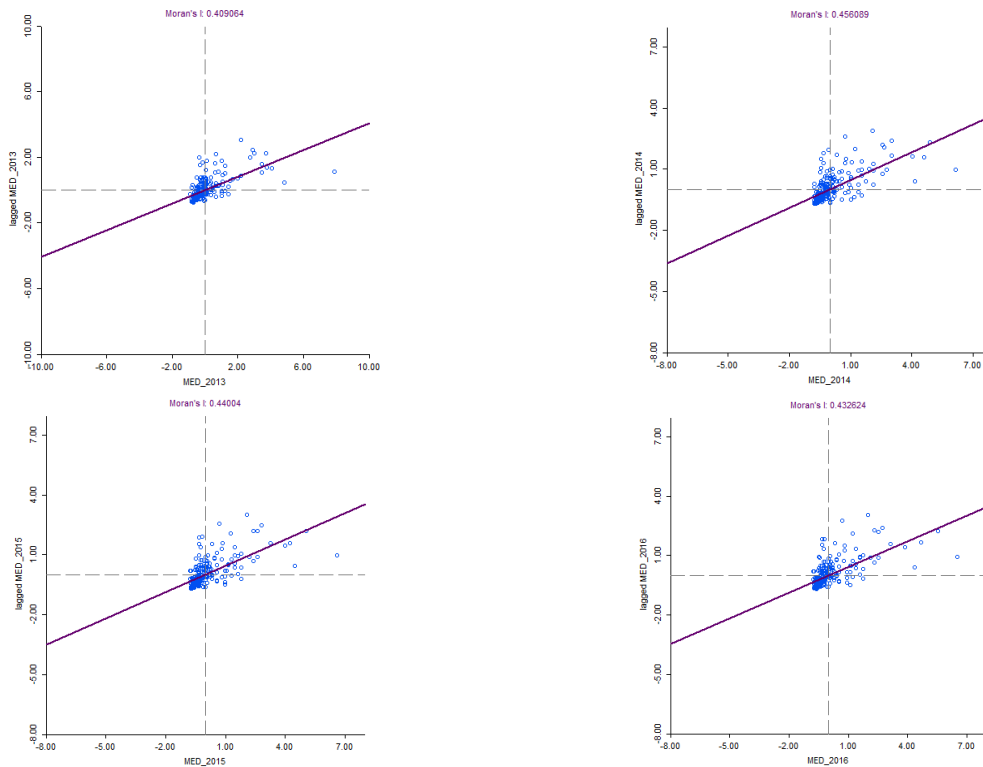 Moran's I: 0.409064
10.00
6.00
2.00
-2.00
-6.00
-10.00
lagged MED_2013
-10.00 -6.00 -2.00 2.00 6.00 10.00
MED_2013
Moran's I: 0.456089
7.00
4.00
1.00
-2.00
-5.00
-8.00
lagged MED_2014
-8.00 -5.00 -2.00 1.00 4.00 7.00
MED_2014
Moran's I: 0.44004
7.00
4.00
1.00
-2.00
-5.00
-8.00
lagged MED_2015
-8.00 -5.00 -2.00 1.00 4.00 7.00
MED_2015
Moran's I: 0.432624
7.00
4.00
1.00
-2.00
-5.00
-8.00
lagged MED_2016
-8.00 -5.00 -2.00 1.00 4.00 7.00
MED_2016